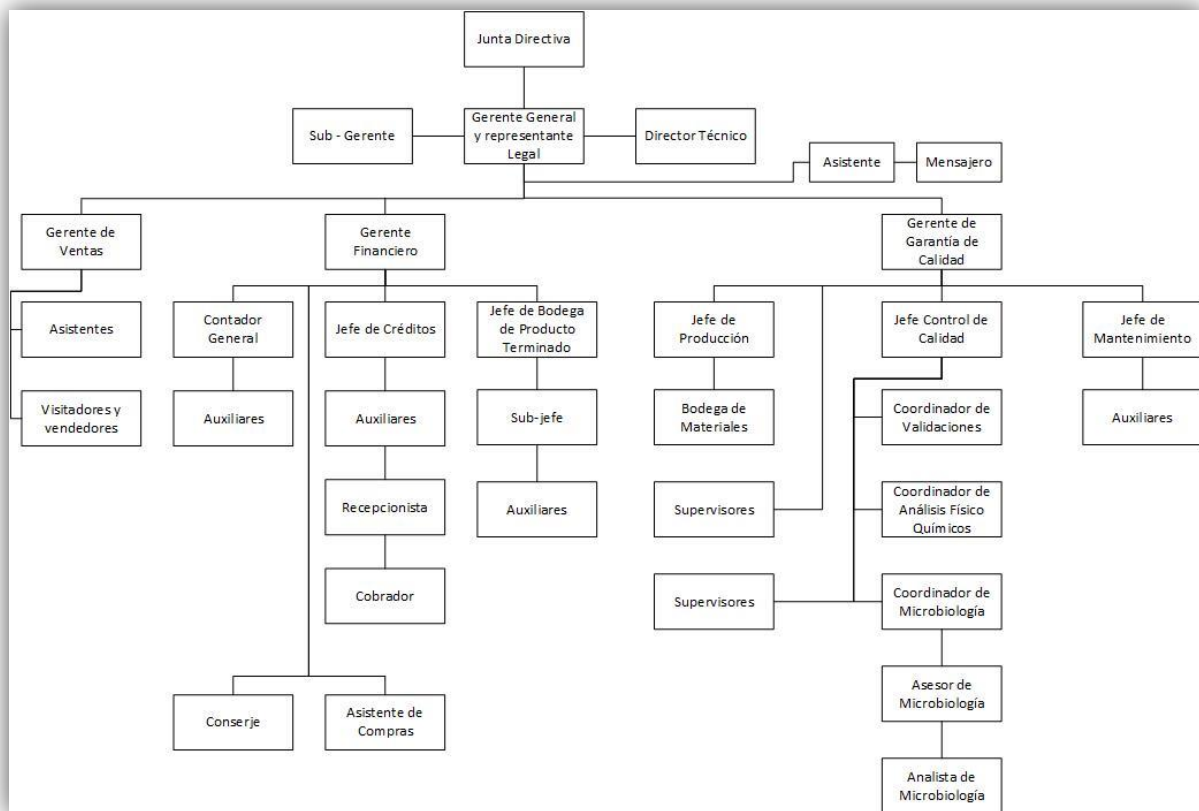 Junta Directiva
Sub - Gerente
Gerente General
y representante
Legal
Director Técnico
Asistente
Mensajero
Gerente de
Ventas
Gerente
Financiero
Gerente de
Garantía de
Calidad
Asistentes
Contador
General
Jefe de Créditos
Jefe de Bodega
de Producto
Terminado
Jefe de
Producción
Jefe Control de
Calidad
Jefe de
Mantenimiento
Visitadores y
vendedores
Auxiliares
Auxiliares
Sub-jefe
Bodega de
Materiales
Coordinador de
Validaciones
Auxiliares
Recepcionista
Auxiliares
Supervisores
Coordinador de
Análisis Físico
Químicos
Cobrador
Supervisores
Coordinador de
Microbiología
Conserje
Asistente de
Compras
Asesor de
Microbiología
Analista de
Microbiología